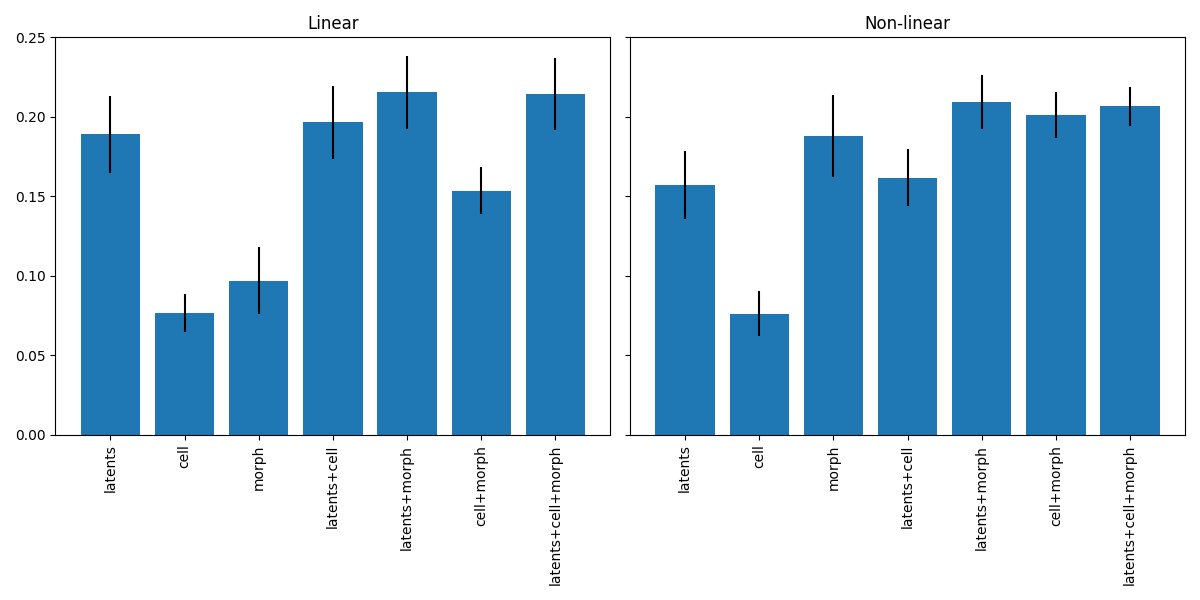 Linear
Non-linear
0.25
0.20
0.15
0.10
0.05
0.00
latents
cell
morph
latents+cell
latents+morph
cell+morph
latents+cell+morph
latents
cell
morph
latents+cell
latents+morph
cell+morph
latents+cell+morph